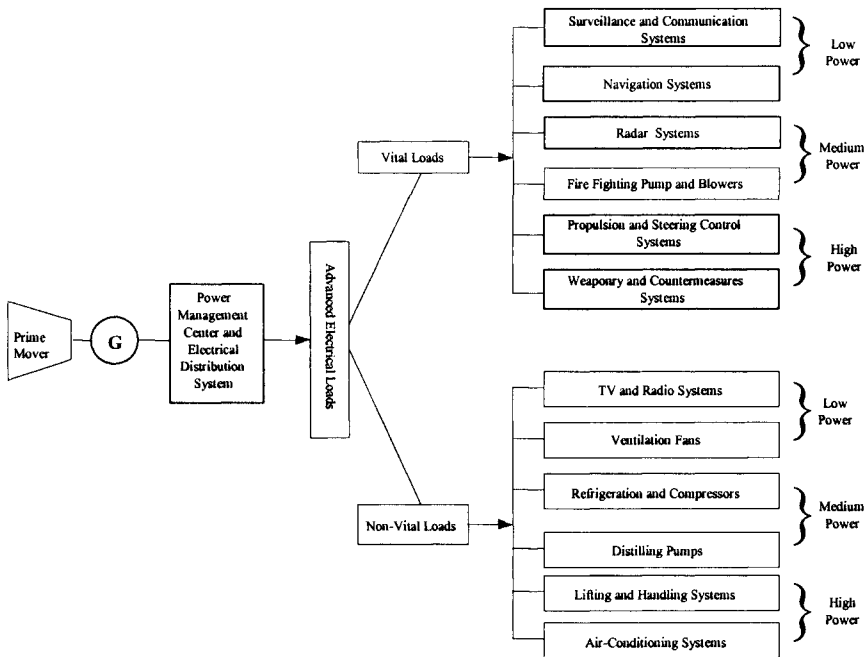 Prime
Mover
G
Power
Management
Center and
Electrical
Distribution
System
Advanced Electrical Loads
Vital Loads
Surveillance and Communication
Systems
Navigation Systems
Low
Power
Radar Systems
Fire Fighting Pump and Blowers
Medium
Power
Propulsion and Steering Control
Systems
Weaponry and Countermeasures
Systems
High
Power
Non-Vital Loads
TV and Radio Systems
Ventilation Fans
Low
Power
Refrigeration and Compressors
Distilling Pumps
Medium
Power
Lifting and Handling Systems
Air-Conditioning Systems
High
Power